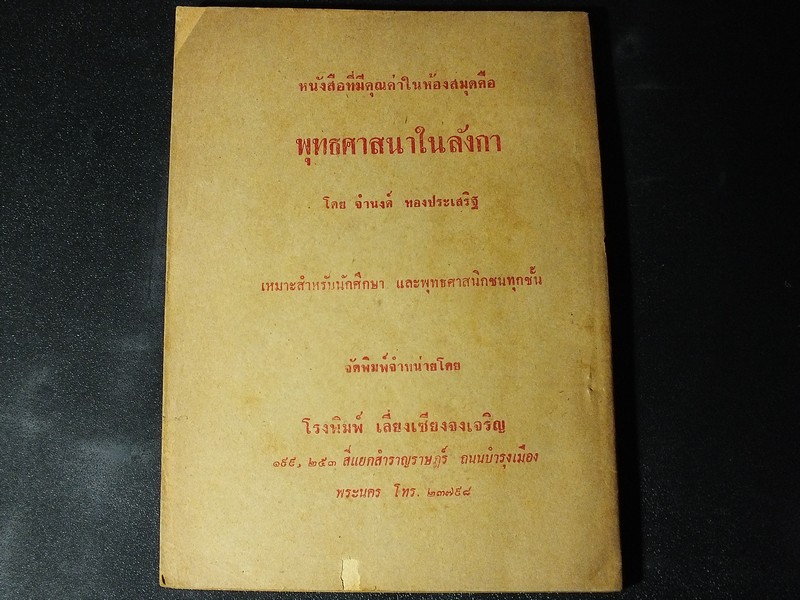 หนังสือที่มีคุณค่าในห้องสมุดคือ
พุทธศาสนาในลังกา
โดย จำนงค์ ทองประเสริฐ
เหมาะสำหรับนักศึกษา และพุทธศาสนิกชนทุกชั้น
จัดพิมพ์จำหน่ายโดย
โรงพิมพ์ เลี่ยงเซียงจงเจริญ
๑๙๙, ๒๕๓ สี่แยกสำราญราษฎร์ ถนนบำรุงเมือง
พระนคร โทร. ๒๓๗๙๘